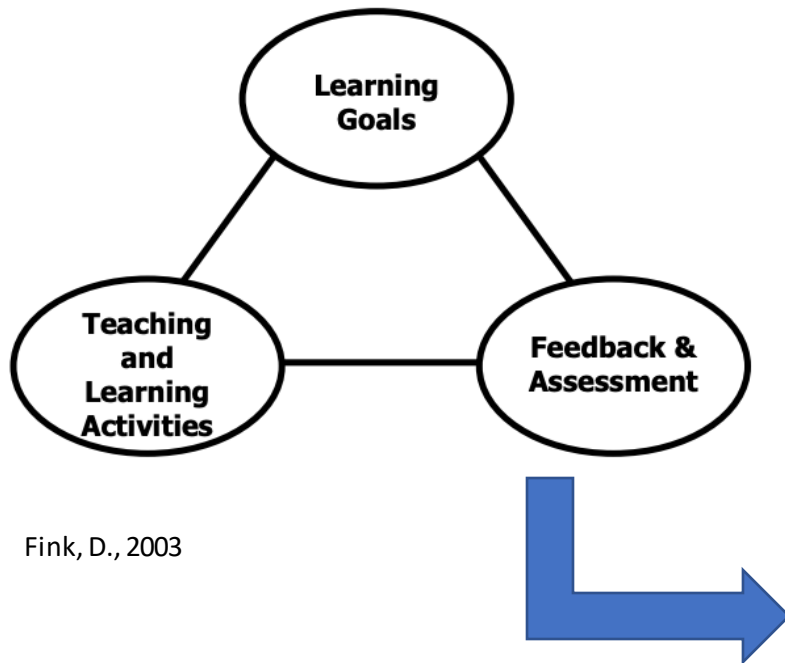 Learning
Goals
Teaching
and
Learning
Activities
Feedback &
Assessment
Fink, D., 2003